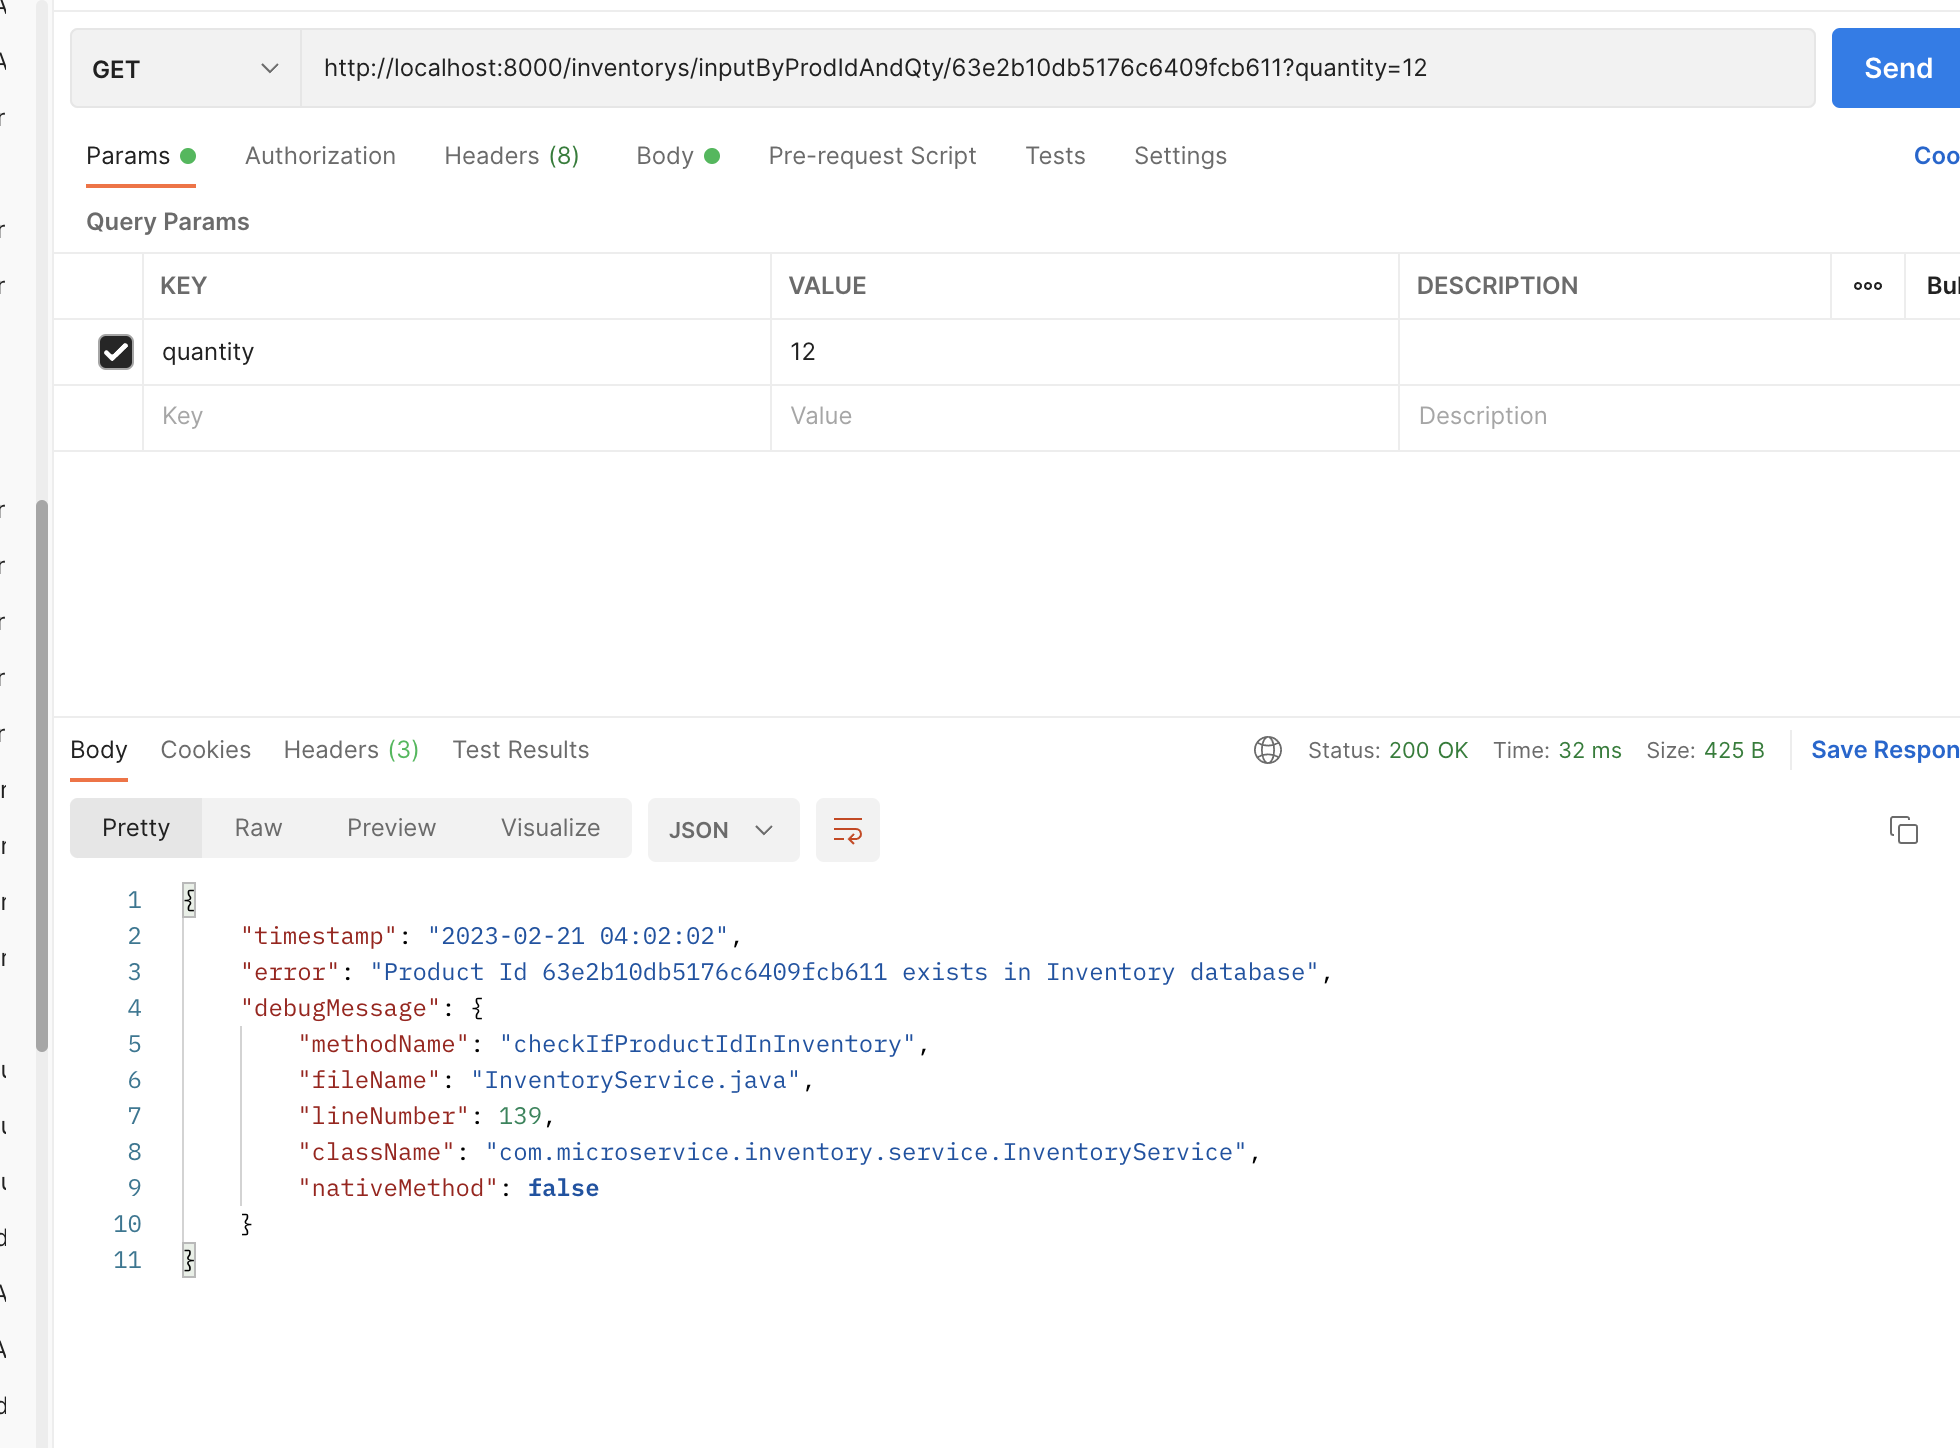 GET http://localhost:8000/inventorys/inputByProdIdAndQty/63e2b10db5176c6409fcb611?quantity=12 Send
Params Authorization Headers (8) Body Pre-request Script Tests Settings Coo
Query Params
KEY VALUE DESCRIPTION ooo Bul
quantity 12
Key Value Description
Body Cookies Headers (3) Test Results Status: 200 OK Time: 32 ms Size: 425 B Save Respon
Pretty Raw Preview Visualize JSON
1 {
2 "timestamp": "2023-02-21 04:02:02",
3 "error": "Product Id 63e2b10db5176c6409fcb611 exists in Inventory database",
4 "debugMessage": {
5 "methodName": "checkIfProductIdInInventory",
6 "fileName": "InventoryService.java",
7 "lineNumber": 139,
8 "className": "com.microservice.inventory.service.InventoryService",
9 "nativeMethod": false
10 }
11 }